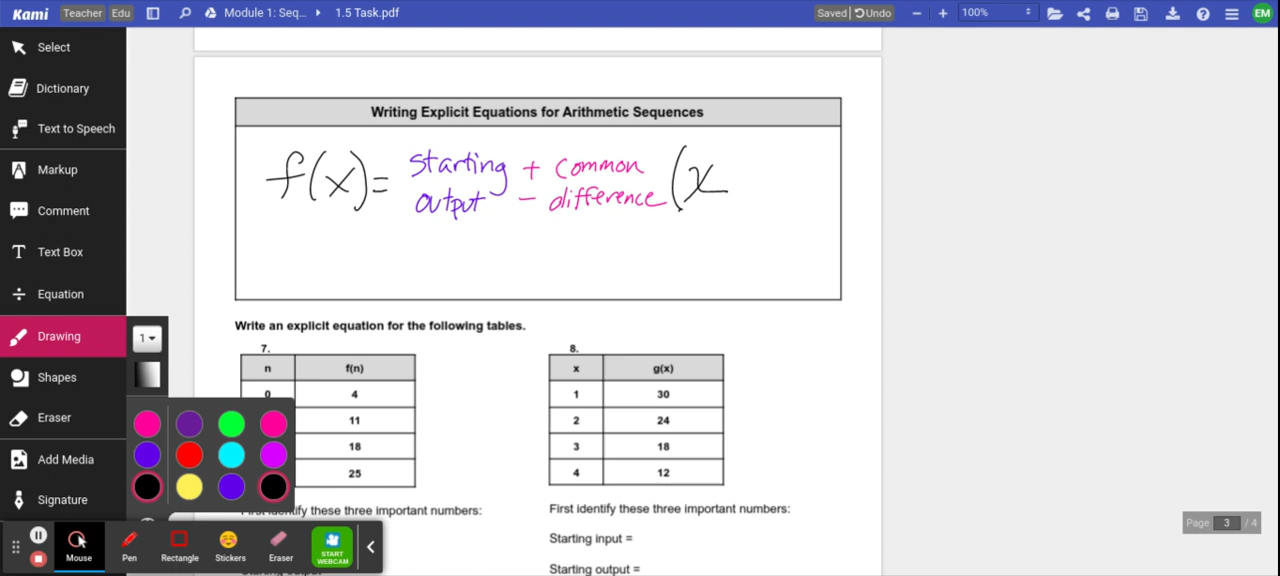 Kami Teacher Edu Module 1: Seq... 1.5 Task.pdf Saved Undo 100% EM
Select
Dictionary
Text to Speech
Markup
Comment
Text Box
Equation
Drawing
1
Shapes
Eraser
Add Media
Signature
Writing Explicit Equations for Arithmetic Sequences
f(x)= starting output + - common difference (x
Write an explicit equation for the following tables.
7.
n f(n)
0 4
11
18
25
First identify these three important numbers:
8.
x g(x)
1 30
2 24
3 18
4 12
First identify these three important numbers:
Starting input =
Starting output =
Page 3 / 4
Mouse Pen Rectangle Stickers Eraser START WEBCAM